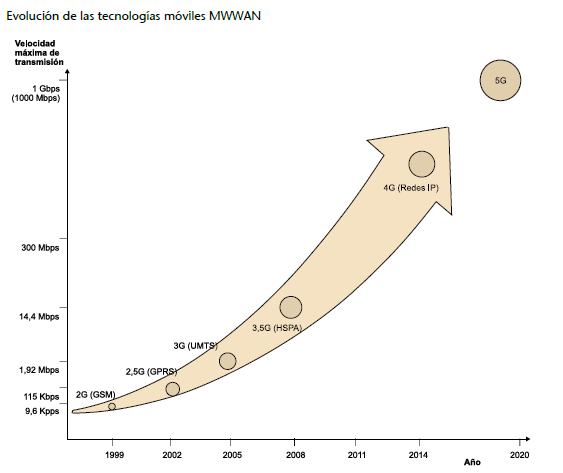 Evolución de las tecnologías móviles MWWAN
Velocidad
máxima de
transmisión
1 Gbps
(1000 Mbps)
5G
4G (Redes IP)
300 Mbps
14,4 Mbps
3,5G (HSPA)
3G (UMTS)
1,92 Mbps
2,5G (GPRS)
115 Kbps
2G (GSM)
9,6 Kpps
1999
2002
2005
2008
2011
2014
2020
Año